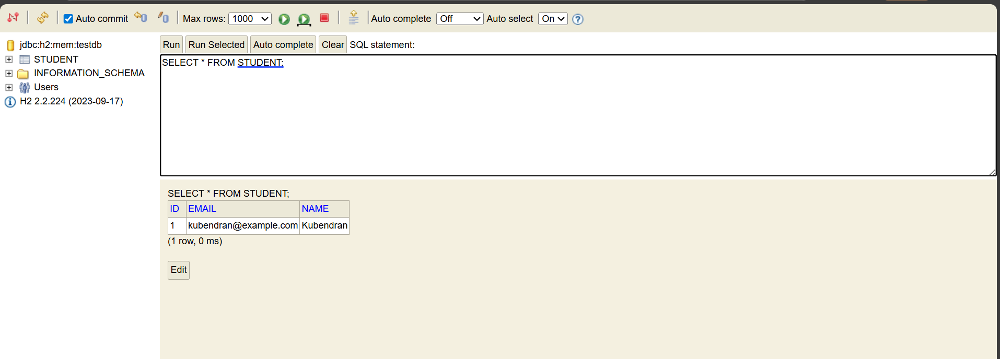 Auto commit Max rows: 1000 Auto complete Off Auto select On ?
jdbc:h2:mem:testdb
STUDENT
INFORMATION_SCHEMA
Users
H2 2.2.224 (2023-09-17)
Run Run Selected Auto complete Clear SQL statement:
SELECT * FROM STUDENT;
SELECT * FROM STUDENT;
ID EMAIL NAME
1 kubendran@example.com Kubendran
(1 row, 0 ms)
Edit